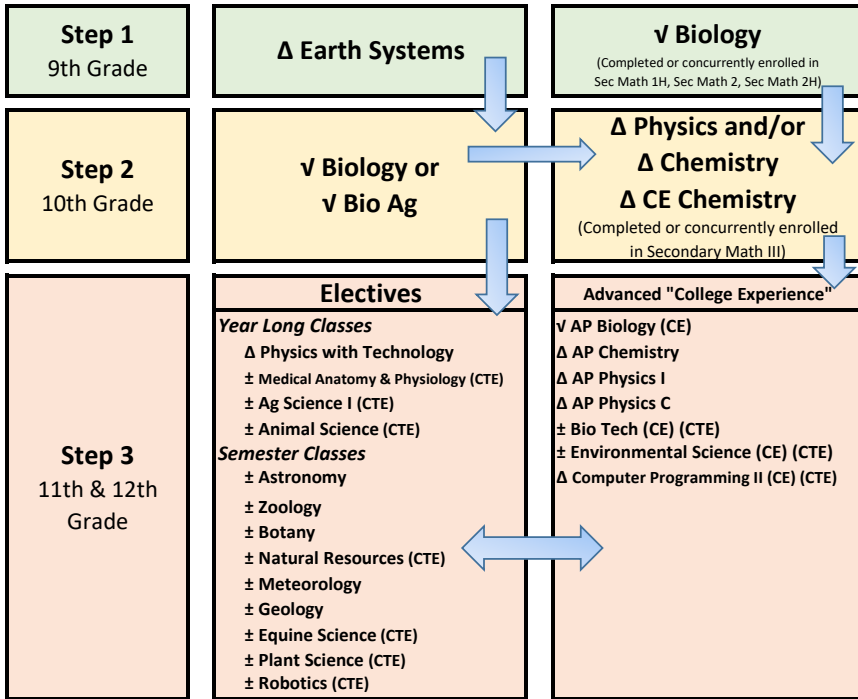 Step 1
9th Grade
Δ Earth Systems
√ Biology
(Completed or concurrently enrolled in
Sec Math 1H, Sec Math 2, Sec Math 2H)
Step 2
10th Grade
√ Biology or
√ Bio Ag
Δ Physics and/or
Δ Chemistry
Δ CE Chemistry
(Completed or concurrently enrolled
in Secondary Math III)
Step 3
11th & 12th
Grade
Electives
Year Long Classes
Δ Physics with Technology
± Medical Anatomy & Physiology (CTE)
± Ag Science I (CTE)
± Animal Science (CTE)
Semester Classes
± Astronomy
± Zoology
± Botany
± Natural Resources (CTE)
± Meteorology
± Geology
± Equine Science (CTE)
± Plant Science (CTE)
± Robotics (CTE)
Advanced "College Experience"
√ AP Biology (CE)
Δ AP Chemistry
Δ AP Physics I
Δ AP Physics C
± Bio Tech (CE) (CTE)
± Environmental Science (CE) (CTE)
Δ Computer Programming II (CE) (CTE)